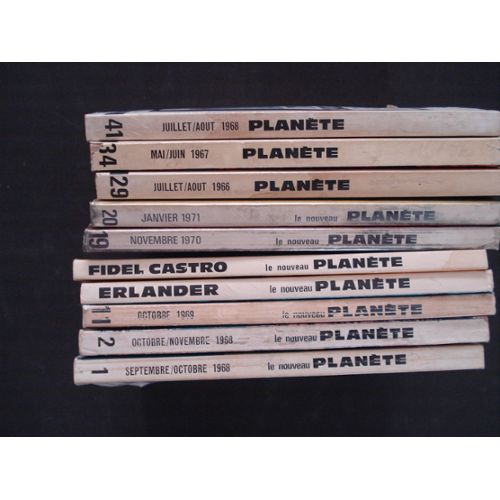 41 JUILLET/AOUT 1968 PLANÈTE
34 MAI/JUIN 1967 PLANÈTE
29 JUILLET/AOUT 1966 PLANÈTE
20 JANVIER 1971 le nouveau PLANÈTE
19 NOVEMBRE 1970 le nouveau PLANÈTE
FIDEL CASTRO le nouveau PLANÈTE
ERLANDER le nouveau PLANÈTE
11 OCTOBRE 1969 le nouveau PLANÈTE
2 OCTOBRE/NOVEMBRE 1968 le nouveau PLANÈTE
1 SEPTEMBRE/OCTOBRE 1968 le nouveau PLANÈTE